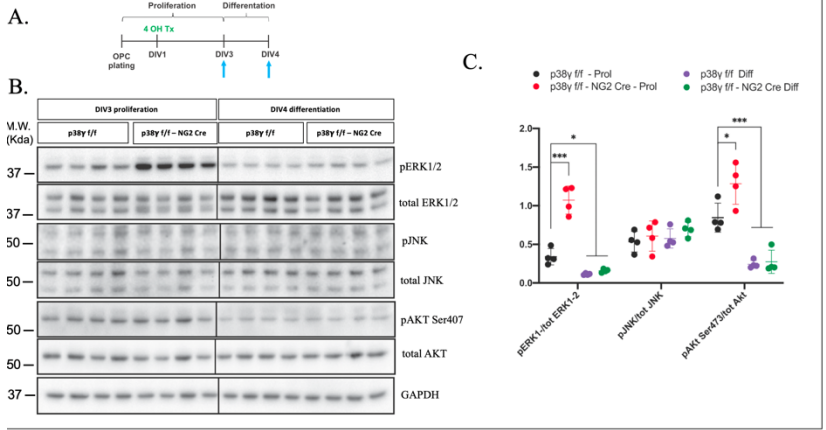 A.
Proliferation Differentation
4 OH Tx
OPC plating DIV1 DIV3 DIV4
B.
DIV3 proliferation DIV4 differentiation
p38γ f/f p38γ f/f – NG2 Cre p38γ f/f p38γ f/f – NG2 Cre
M.W.
(Kda)
37 pERK1/2
37 total ERK1/2
50 pJNK
50 total JNK
50 pAKT Ser407
50 total AKT
37 GAPDH
C.
p38γ f/f - Prol p38γ f/f Diff
p38γ f/f - NG2 Cre - Prol p38γ f/f - NG2 Cre Diff
2.0
1.5
1.0
0.5
0.0
*** * * ***
pERK1-/tot ERK1-2
pJNK/tot JNK
pAKt Ser473/tot Akt